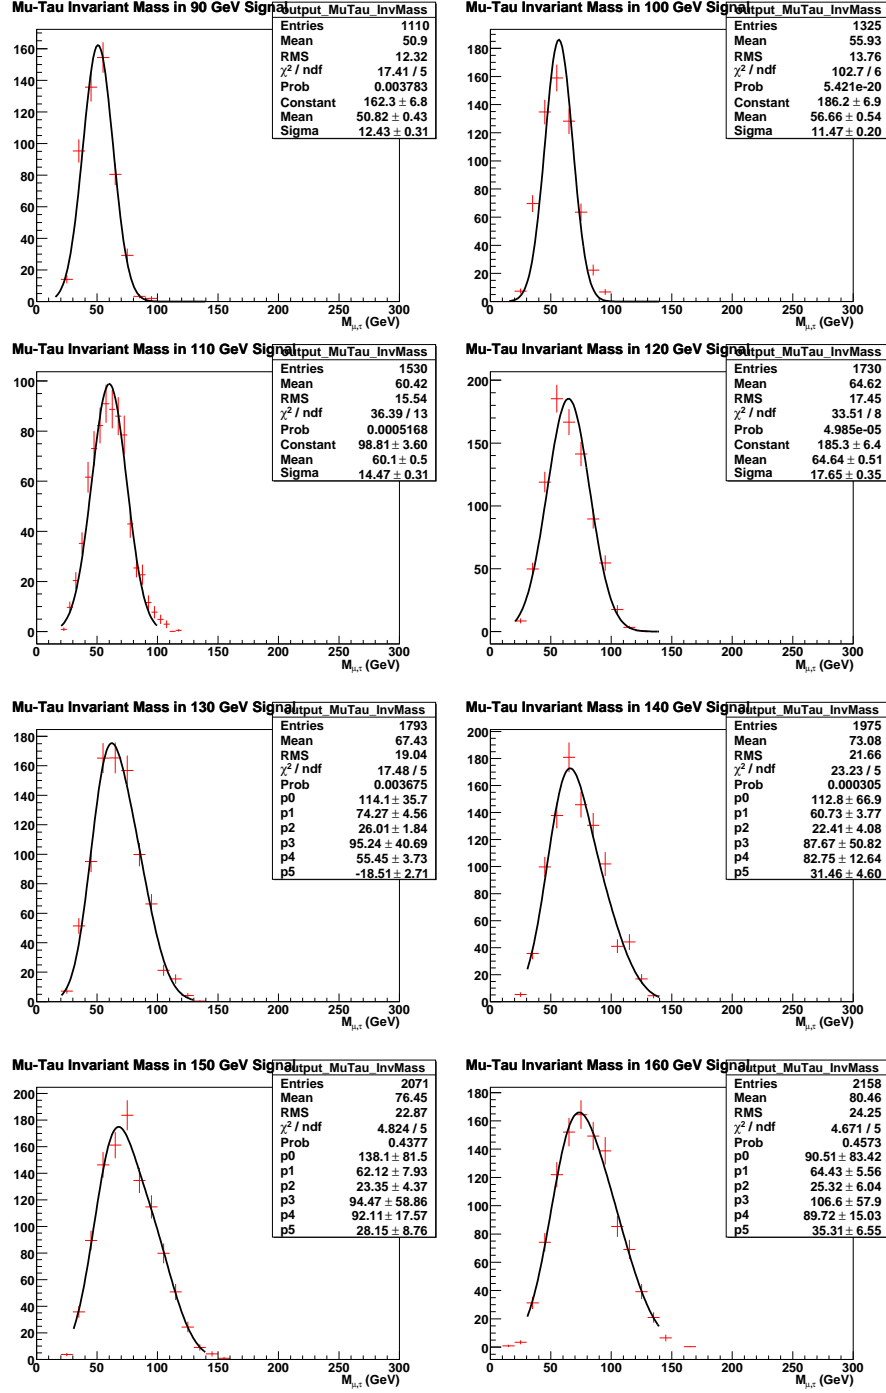 Mu-Tau Invariant Mass in 90 GeV Signal
output_MuTau_InvMass
Entries 1110
Mean 50.9
RMS 12.32
χ² / ndf 17.41 / 5
Prob 0.003783
Constant 162.3 ± 6.8
Mean 50.82 ± 0.43
Sigma 12.43 ± 0.31
160
140
120
100
80
60
40
20
0
0 50 100 150 200 250 300
M_μ,τ (GeV)
Mu-Tau Invariant Mass in 100 GeV Signal
output_MuTau_InvMass
Entries 1325
Mean 55.93
RMS 13.76
χ² / ndf 102.7 / 6
Prob 5.421e-20
Constant 186.2 ± 6.9
Mean 56.66 ± 0.54
Sigma 11.47 ± 0.20
180
160
140
120
100
80
60
40
20
0
0 50 100 150 200 250 300
M_μ,τ (GeV)
Mu-Tau Invariant Mass in 110 GeV Signal
output_MuTau_InvMass
Entries 1530
Mean 60.42
RMS 15.54
χ² / ndf 36.39 / 13
Prob 0.0005168
Constant 98.81 ± 3.60
Mean 60.1 ± 0.5
Sigma 14.47 ± 0.31
100
80
60
40
20
0
0 50 100 150 200 250 300
M_μ,τ (GeV)
Mu-Tau Invariant Mass in 120 GeV Signal
output_MuTau_InvMass
Entries 1730
Mean 64.62
RMS 17.45
χ² / ndf 33.51 / 8
Prob 4.985e-05
Constant 185.3 ± 6.4
Mean 64.64 ± 0.51
Sigma 17.65 ± 0.35
200
150
100
50
0
0 50 100 150 200 250 300
M_μ,τ (GeV)
Mu-Tau Invariant Mass in 130 GeV Signal
output_MuTau_InvMass
Entries 1793
Mean 67.43
RMS 19.04
χ² / ndf 17.48 / 5
Prob 0.003675
p0 114.1 ± 35.7
p1 74.27 ± 4.56
p2 26.01 ± 1.84
p3 95.24 ± 40.69
p4 55.45 ± 3.73
p5 -18.51 ± 2.71
180
160
140
120
100
80
60
40
20
0
0 50 100 150 200 250 300
M_μ,τ (GeV)
Mu-Tau Invariant Mass in 140 GeV Signal
output_MuTau_InvMass
Entries 1975
Mean 73.08
RMS 21.66
χ² / ndf 23.23 / 5
Prob 0.000305
p0 112.8 ± 66.9
p1 60.73 ± 3.77
p2 22.41 ± 4.08
p3 87.67 ± 50.82
p4 82.75 ± 12.64
p5 31.46 ± 4.60
200
180
160
140
120
100
80
60
40
20
0
0 50 100 150 200 250 300
M_μ,τ (GeV)
Mu-Tau Invariant Mass in 150 GeV Signal
output_MuTau_InvMass
Entries 2071
Mean 76.45
RMS 22.87
χ² / ndf 4.824 / 5
Prob 0.4377
p0 138.1 ± 81.5
p1 62.12 ± 7.93
p2 23.35 ± 4.37
p3 94.47 ± 58.86
p4 92.11 ± 17.57
p5 28.15 ± 8.76
200
180
160
140
120
100
80
60
40
20
0
0 50 100 150 200 250 300
M_μ,τ (GeV)
Mu-Tau Invariant Mass in 160 GeV Signal
output_MuTau_InvMass
Entries 2158
Mean 80.46
RMS 24.25
χ² / ndf 4.671 / 5
Prob 0.4573
p0 90.51 ± 83.42
p1 64.43 ± 5.56
p2 25.32 ± 6.04
p3 106.6 ± 57.9
p4 89.72 ± 15.03
p5 35.31 ± 6.55
180
160
140
120
100
80
60
40
20
0
0 50 100 150 200 250 300
M_μ,τ (GeV)